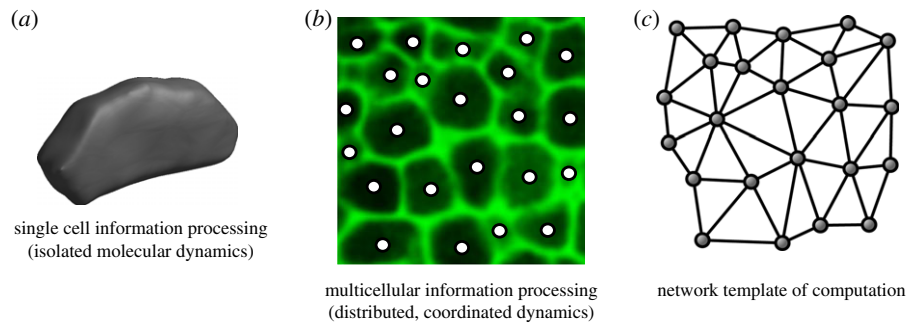 (a)
(b)
(c)
single cell information processing
(isolated molecular dynamics)
multicellular information processing
(distributed, coordinated dynamics)
network template of computation